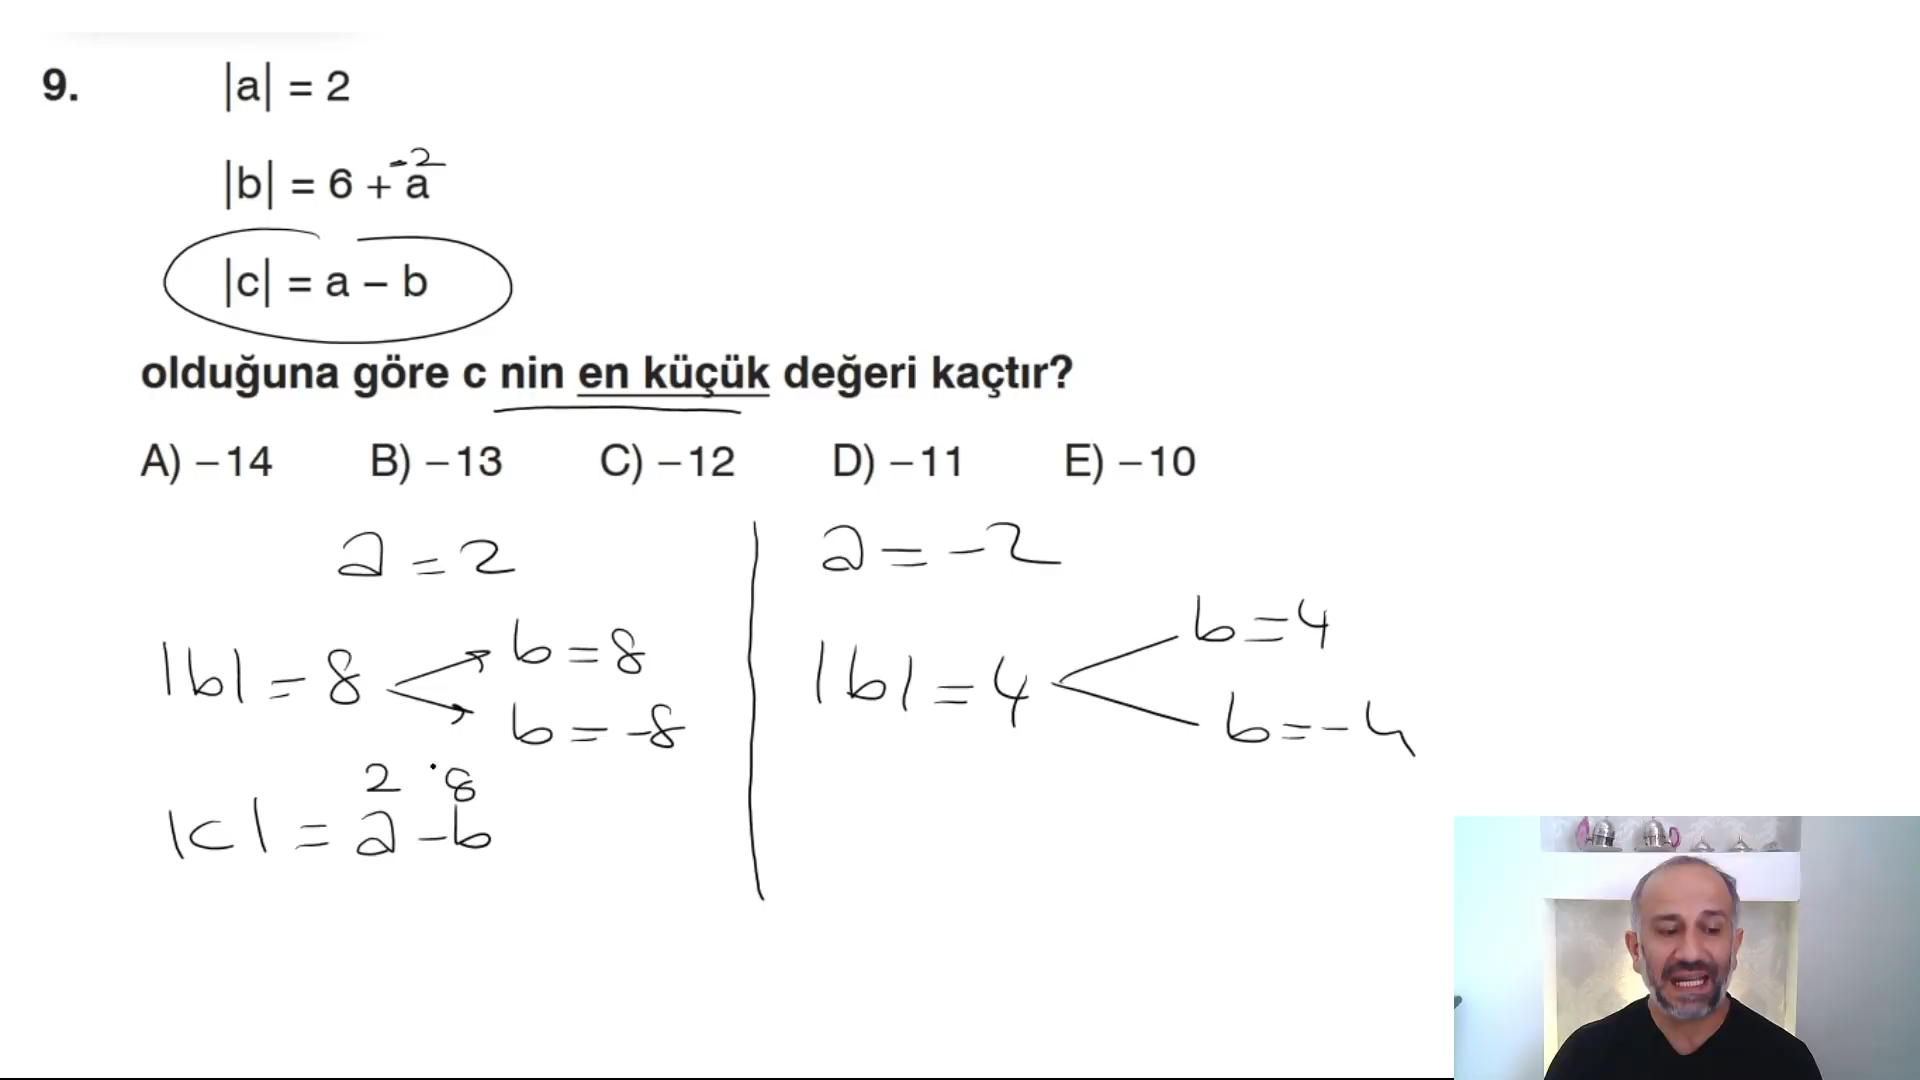 9.
|a| = 2
-2
|b| = 6 + a
|c| = a – b
olduğuna göre c nin en küçük değeri kaçtır?
A) –14 B) –13 C) –12 D) –11 E) –10
a = 2
|b| = 8
b = 8
b = -8
2 8
|c| = a - b
a = -2
|b| = 4
b = 4
b = -4